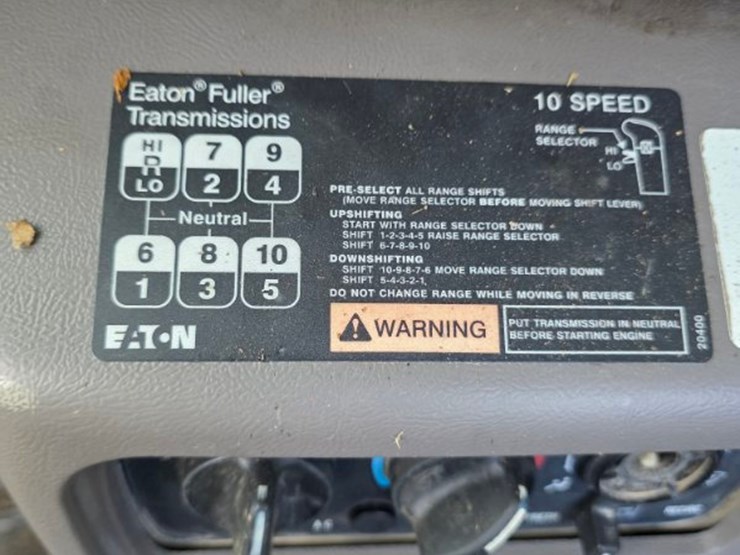 Eaton® Fuller®
Transmissions
10 SPEED
RANGE
SELECTOR
HI
LO
HI 7 9
R
LO 2 4
Neutral
6 8 10
1 3 5
PRE-SELECT ALL RANGE SHIFTS
(MOVE RANGE SELECTOR BEFORE MOVING SHIFT LEVER)
UPSHIFTING
START WITH RANGE SELECTOR DOWN
SHIFT 1-2-3-4-5 RAISE RANGE SELECTOR
SHIFT 6-7-8-9-10
DOWNSHIFTING
SHIFT 10-9-8-7-6 MOVE RANGE SELECTOR DOWN
SHIFT 5-4-3-2-1
DO NOT CHANGE RANGE WHILE MOVING IN REVERSE
EATON
WARNING
PUT TRANSMISSION IN NEUTRAL
BEFORE STARTING ENGINE
20400